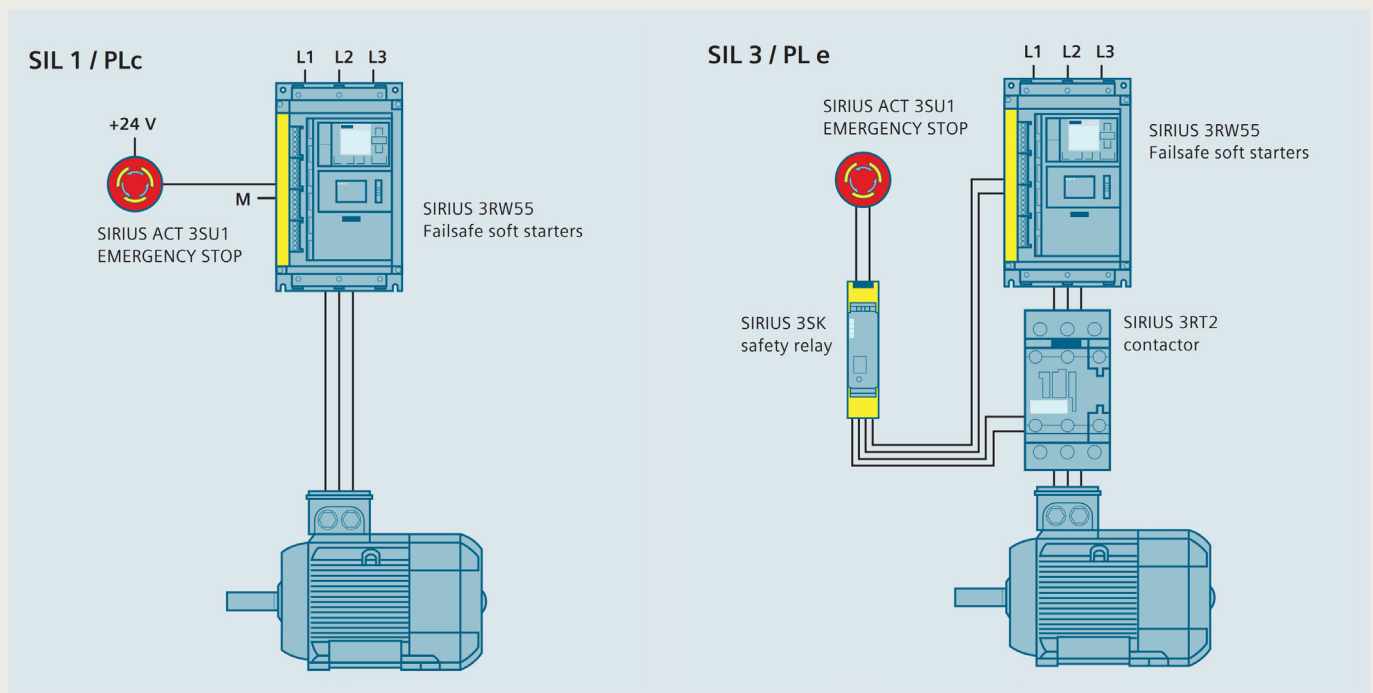 SIL 1 / PLc
L1 L2 L3
+24 V
M
SIRIUS ACT 3SU1
EMERGENCY STOP
SIRIUS 3RW55
Failsafe soft starters
SIL 3 / PL e
L1 L2 L3
SIRIUS ACT 3SU1
EMERGENCY STOP
SIRIUS 3RW55
Failsafe soft starters
SIRIUS 3SK
safety relay
SIRIUS 3RT2
contactor